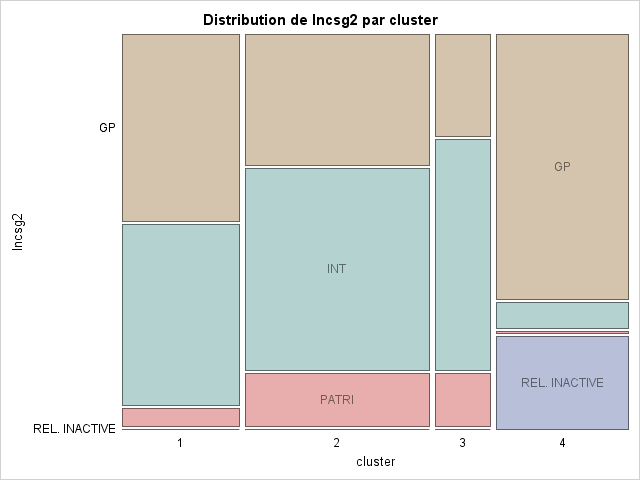 Distribution de lncsg2 par cluster
GP
GP
lncsg2
INT
REL. INACTIVE
PATRI
REL. INACTIVE
1
2
3
4
cluster